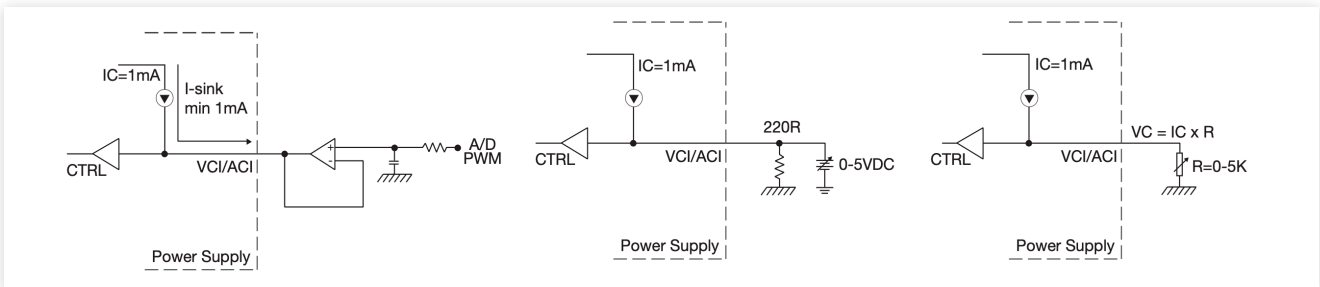 IC=1mA
I-sink
min 1mA
CTRL
VCI/ACI
+
-
A/D
PWM
Power Supply
IC=1mA
220R
CTRL
VCI/ACI
0-5VDC
Power Supply
IC=1mA
VC = IC x R
CTRL
VCI/ACI
R=0-5K
Power Supply